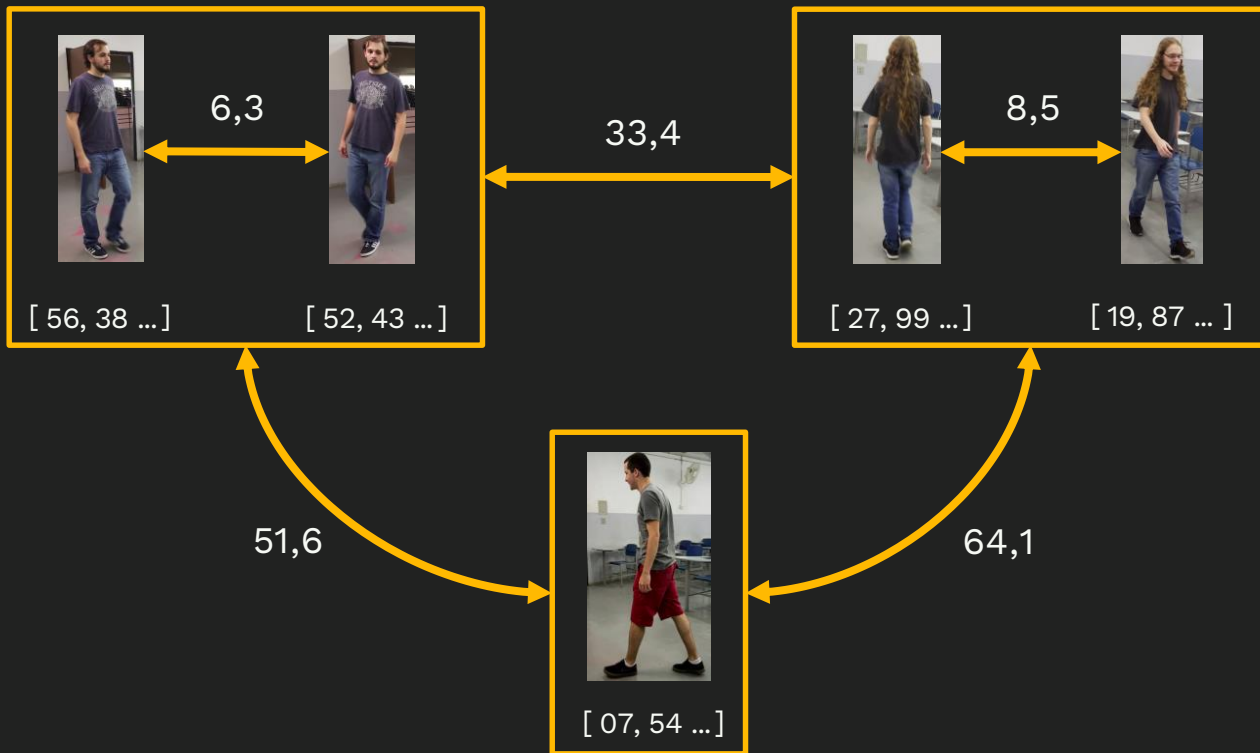 6,3
33,4
8,5
[ 56, 38 ...]
[ 52, 43 ...]
[ 27, 99 ...]
[ 19, 87 ... ]
51,6
64,1
[ 07, 54 ...]